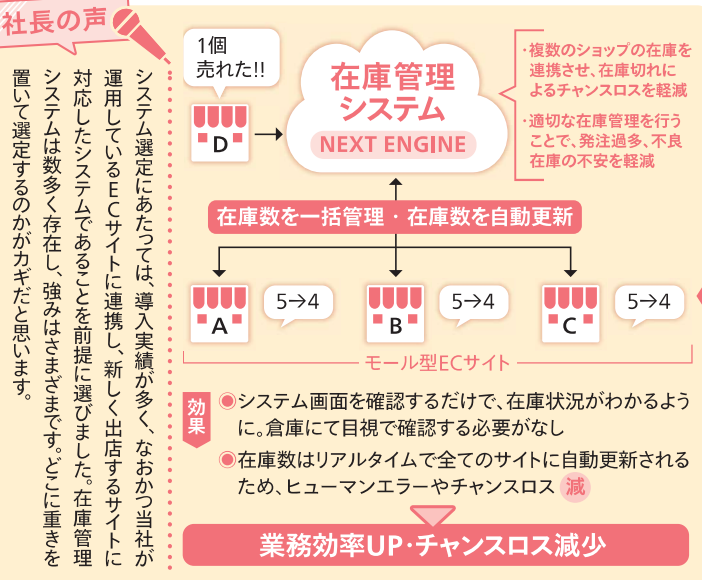 社長の声
システム選定にあたっては、導入実績が多く、なおかつ当社が
運用しているECサイトに連携し、新しく出店するサイトに
対応したシステムであることを前提に選びました。在庫管理
システムは数多く存在し、強みはさまざまです。どこに重きを
置いて選定するのかがカギだと思います。
1個
売れた!!
D
在庫管理
システム
NEXT ENGINE
・複数のショップの在庫を
連携させ、在庫切れに
よるチャンスロスを軽減
・適切な在庫管理を行う
ことで、発注過多、不良
在庫の不安を軽減
在庫数を一括管理・在庫数を自動更新
A
5→4
B
5→4
C
5→4
モール型ECサイト
効果
◉システム画面を確認するだけで、在庫状況がわかるよう
に。倉庫にて目視で確認する必要がなし
◉在庫数はリアルタイムで全てのサイトに自動更新される
ため、ヒューマンエラーやチャンスロス 減
業務効率UP・チャンスロス減少